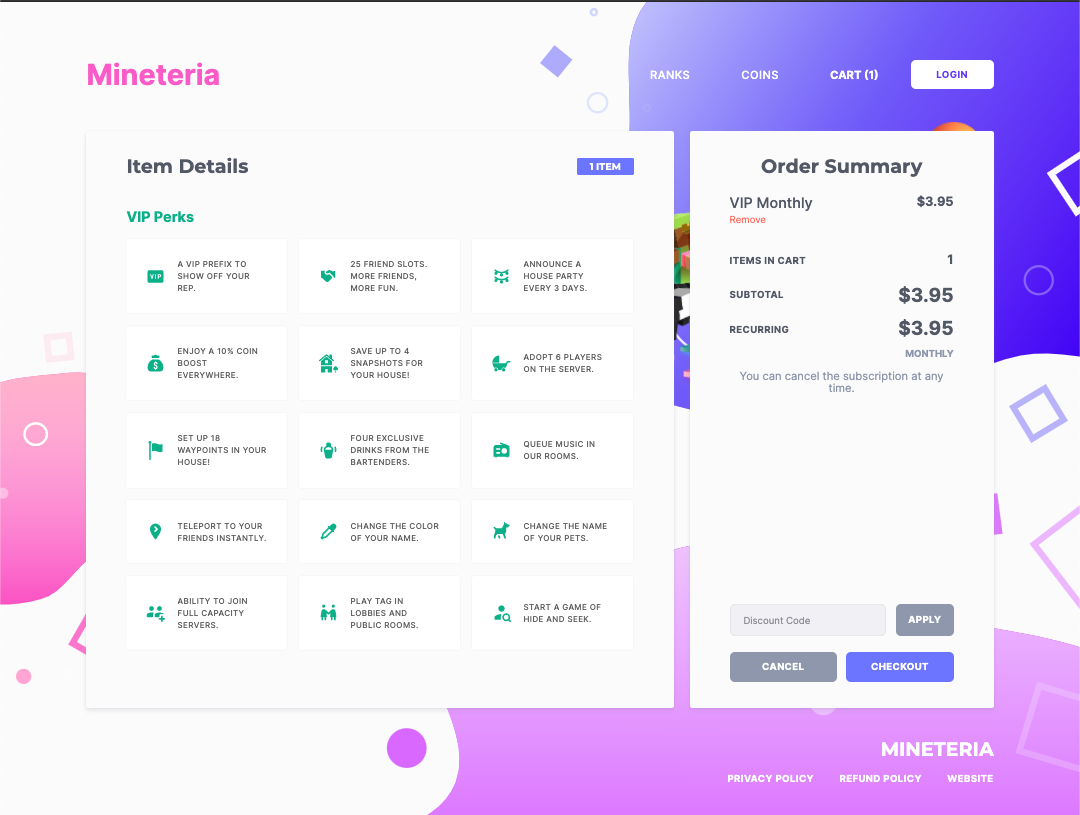 Mineteria
RANKS
COINS
CART (1)
LOGIN
Item Details
1 ITEM
VIP Perks
VIP
A VIP PREFIX TO
SHOW OFF YOUR
REP.
25 FRIEND SLOTS.
MORE FRIENDS,
MORE FUN.
ANNOUNCE A
HOUSE PARTY
EVERY 3 DAYS.
$
ENJOY A 10% COIN
BOOST
EVERYWHERE.
SAVE UP TO 4
SNAPSHOTS FOR
YOUR HOUSE!
ADOPT 6 PLAYERS
ON THE SERVER.
SET UP 18
WAYPOINTS IN YOUR
HOUSE!
FOUR EXCLUSIVE
DRINKS FROM THE
BARTENDERS.
QUEUE MUSIC IN
OUR ROOMS.
TELEPORT TO YOUR
FRIENDS INSTANTLY.
CHANGE THE COLOR
OF YOUR NAME.
CHANGE THE NAME
OF YOUR PETS.
ABILITY TO JOIN
FULL CAPACITY
SERVERS.
PLAY TAG IN
LOBBIES AND
PUBLIC ROOMS.
START A GAME OF
HIDE AND SEEK.
Order Summary
VIP Monthly
$3.95
Remove
ITEMS IN CART
1
SUBTOTAL
$3.95
RECURRING
$3.95
MONTHLY
You can cancel the subscription at any
time.
Discount Code
APPLY
CANCEL
CHECKOUT
MINETERIA
PRIVACY POLICY
REFUND POLICY
WEBSITE